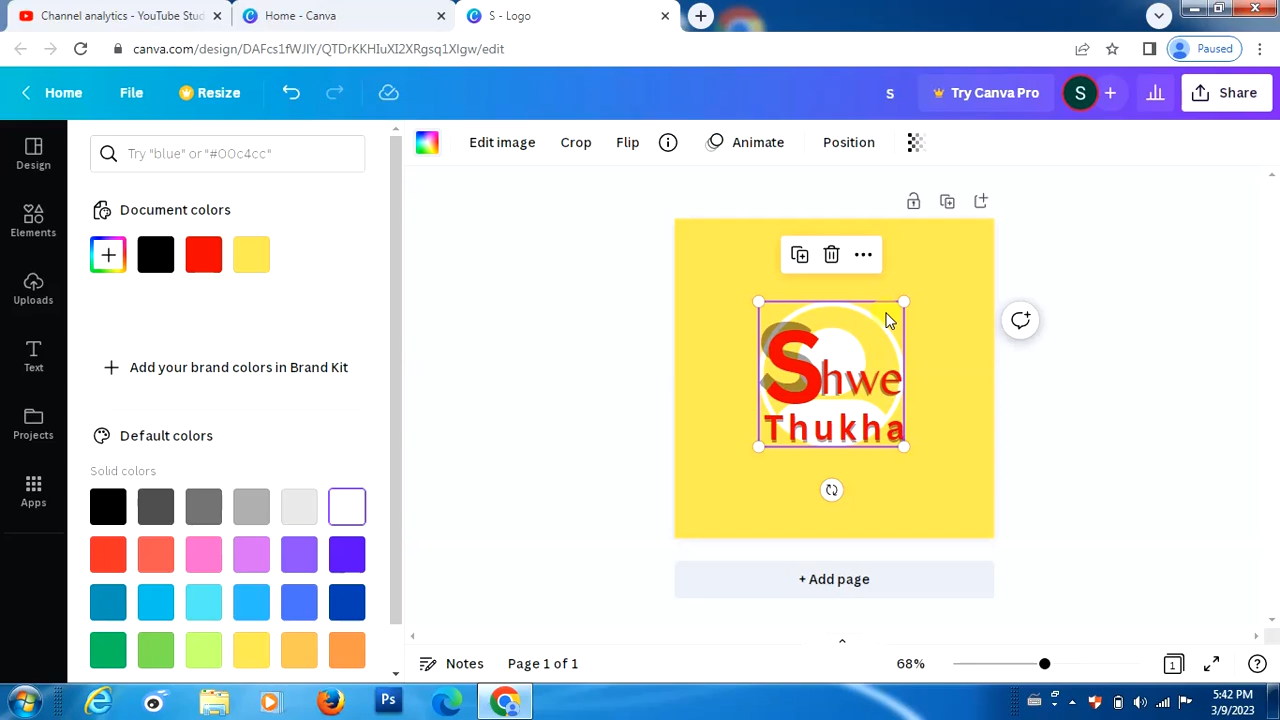 Channel analytics - YouTube Stud
Home - Canva
S - Logo
canva.com/design/DAFcs1fWJIY/QTDrKKHIuXI2XRgsq1XIgw/edit
Paused
Home
File
Resize
S
Try Canva Pro
S
Share
Design
Elements
Uploads
Text
Projects
Apps
Try "blue" or "#00c4cc"
Document colors
Add your brand colors in Brand Kit
Default colors
Solid colors
Edit image
Crop
Flip
Animate
Position
Shwe
Thukha
+ Add page
Notes
Page 1 of 1
68%
1
Ps
5:42 PM
3/9/2023